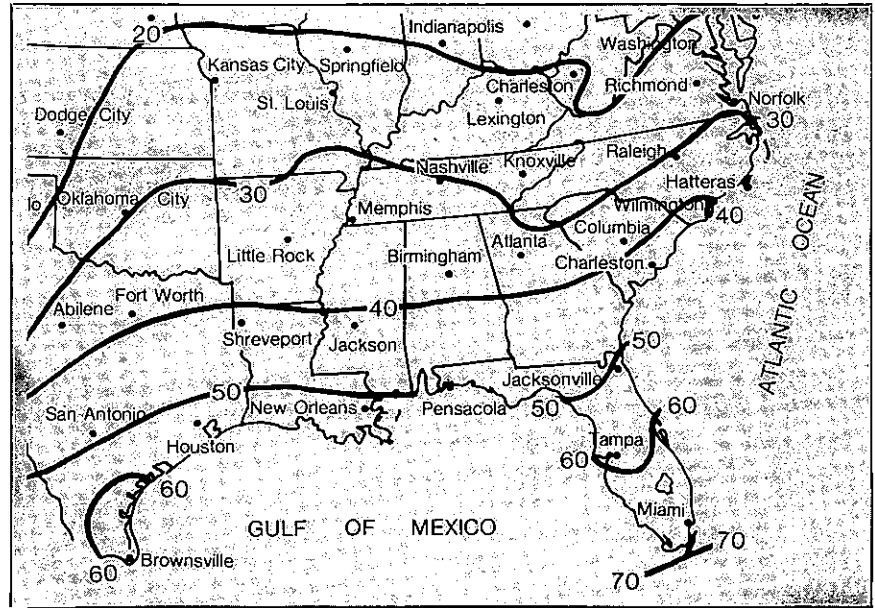 20
Indianapolis
Washington
Kansas City
Springfield
Charleston
Richmond
St. Louis
Lexington
Norfolk
Dodge City
30
Nashville
Knoxville
Raleigh
Hatteras
lo
Oklahoma City
30
Memphis
Wilmington
40
Columbia
Little Rock
Birmingham
Atlanta
Charleston
ATLANTIC OCEAN
Abilene
Fort Worth
40
Shreveport
Jackson
50
Jacksonville
50
San Antonio
New Orleans
Pensacola
50
60
Houston
Tampa
60
60
Miami
GULF OF MEXICO
Brownsville
60
70
70